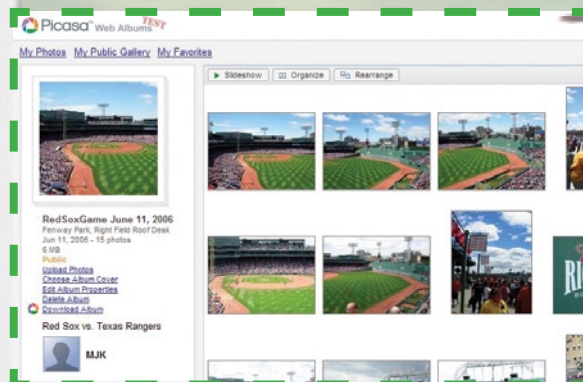 Picasa™ Web Albums TEST
My Photos My Public Gallery My Favorites
Slideshow Organize Rearrange
RedSoxGame June 11, 2006
Fenway Park, Right Field Roof Desk
Jun 11, 2006 - 15 photos
6 MB
Public
Upload Photos
Choose Album Cover
Edit Album Properties
Delete Album
Download Album
Red Sox vs. Texas Rangers
MJK